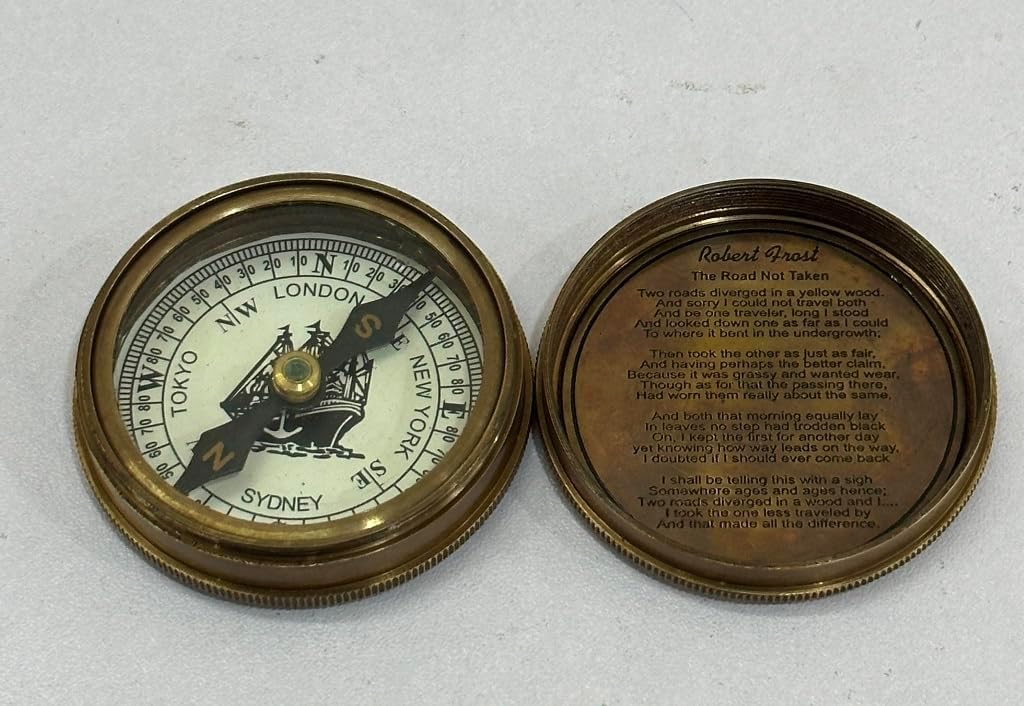 N
10 20 30 40 50 60 70 80
E
80
SE
SYDNEY
50 60 70 80
W
80 70 60 50 40 30 20 10
NW
LONDON
E
TOKYO
NEW YORK
S
N
Robert Frost
The Road Not Taken
Two roads diverged in a yellow wood.
And sorry I could not travel both
And be one traveler, long I stood
And looked down one as far as I could
To where it bent in the undergrowth;
Then took the other as just as fair,
And having perhaps the better claim,
Because it was grassy and wanted wear,
Though as for that the passing there,
Had worn them really about the same,
And both that morning equally lay
In leaves no step had trodden black
Oh, I kept the first for another day
yet knowing how way leads on the way,
I doubted if I should ever come back
I shall be telling this with a sigh
Somewhere ages and ages hence;
Two roads diverged in a wood and I....
I took the one less traveled by
And that made all the difference.